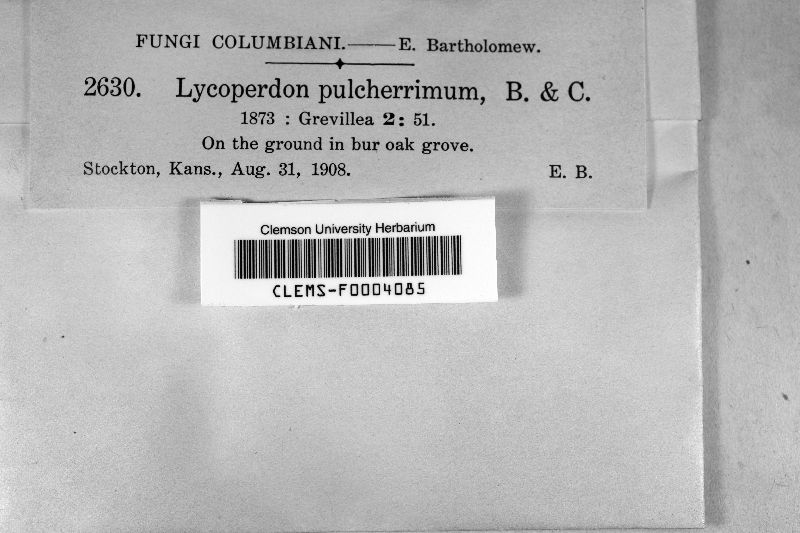 FUNGI COLUMBIANI.——E. Bartholomew.
2630. Lycoperdon pulcherrimum, B. & C.
1873 : Grevillea 2: 51.
On the ground in bur oak grove.
Stockton, Kans., Aug. 31, 1908. E. B.
Clemson University Herbarium
CLEMS-F0004085